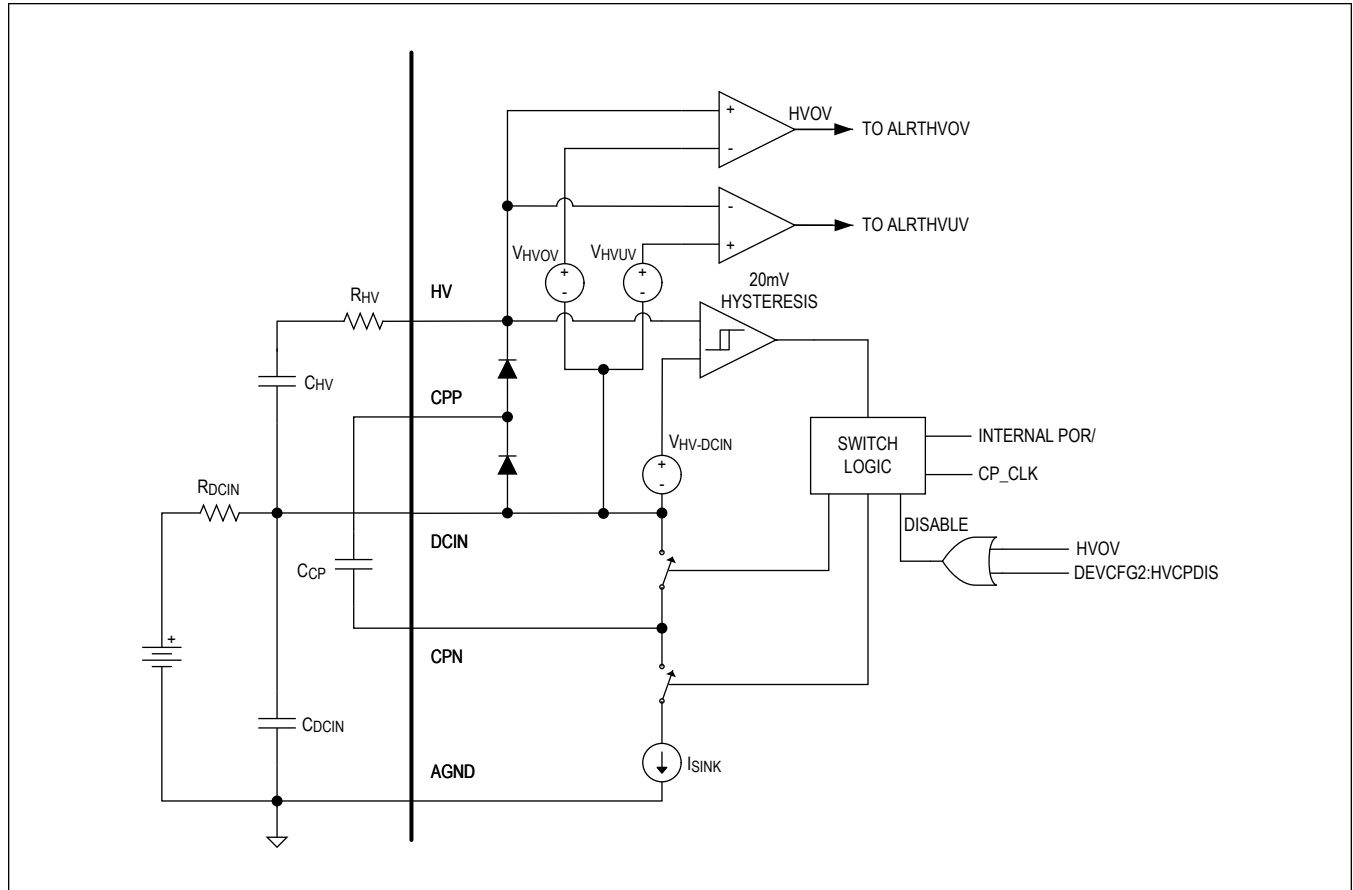 HVOV
+
-
TO ALRTHVOV
-
+
TO ALRTHUV
VHVOV
+
-
VHVUV
+
-
20mV
HYSTERESIS
RHV
HV
CHV
CPP
VHV-DCIN
+
-
SWITCH
LOGIC
INTERNAL POR/
CP_CLK
RDCIN
DCIN
DISABLE
HVOV
DEVCFG2:HVCPDIS
CCP
+
CPN
CDCIN
AGND
ISINK